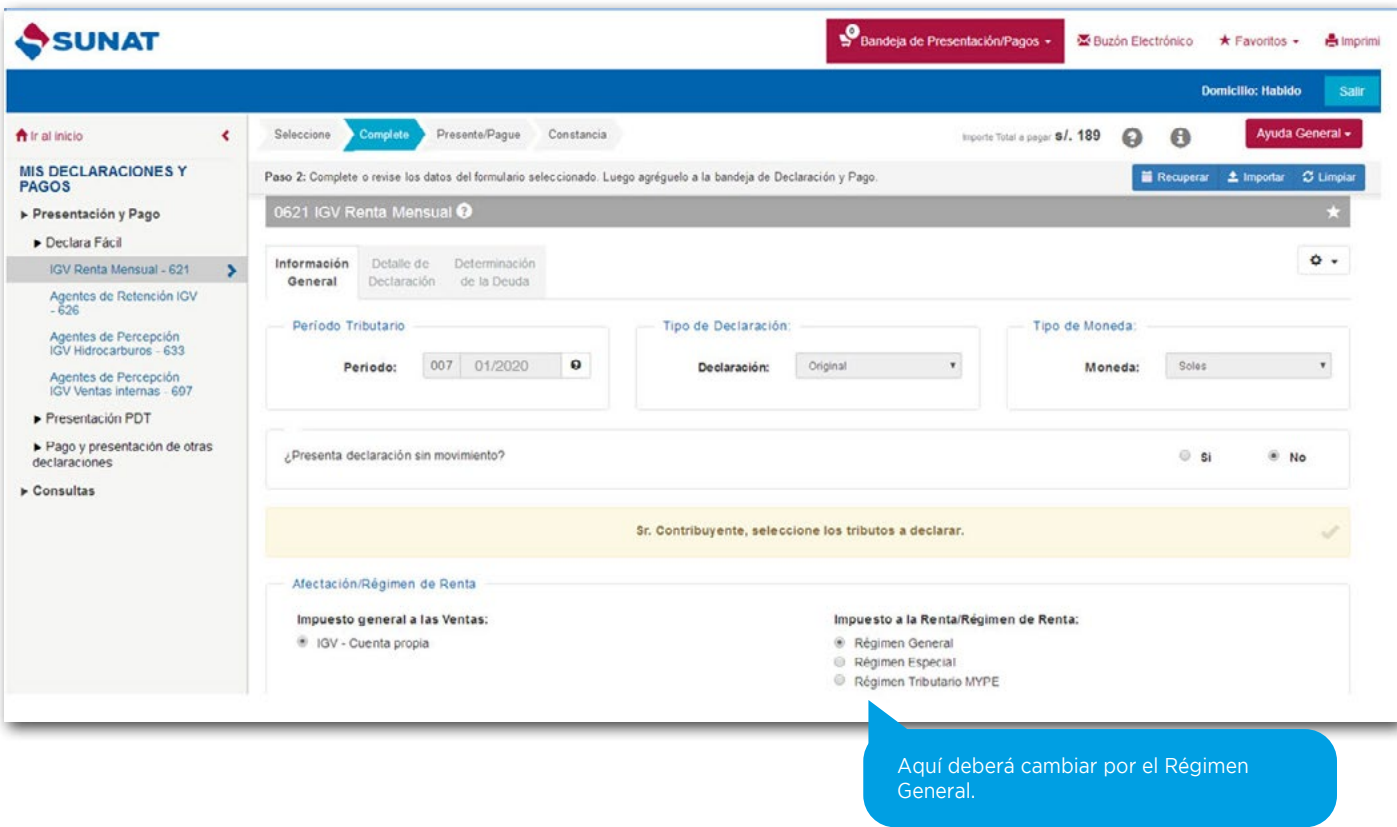 SUNAT
0
Bandeja de Presentación/Pagos
Buzón Electrónico
Favoritos
Imprimi
Domicilio: Habido
Salir
Ir al inicio
Seleccione
Complete
Presente/Pague
Constancia
Importe Total a pagar s/. 189
Ayuda General
MIS DECLARACIONES Y
PAGOS
Presentación y Pago
Declara Fácil
IGV Renta Mensual - 621
Agentes de Retención IGV
- 626
Agentes de Percepción
IGV Hidrocarburos - 633
Agentes de Percepción
IGV Ventas internas - 697
Presentación PDT
Pago y presentación de otras
declaraciones
Consultas
Paso 2: Complete o revise los datos del formulario seleccionado. Luego agréguelo a la bandeja de Declaración y Pago.
Recuperar
Importar
Limpiar
0621 IGV Renta Mensual
Información
General
Detalle de
Declaración
Determinación
de la Deuda
Período Tributario
Periodo:
007
01/2020
Tipo de Declaración:
Declaración:
Original
Tipo de Moneda:
Moneda:
Soles
¿Presenta declaración sin movimiento?
Si
No
Sr. Contribuyente, seleccione los tributos a declarar.
Afectación/Régimen de Renta
Impuesto general a las Ventas:
IGV - Cuenta propia
Impuesto a la Renta/Régimen de Renta:
Régimen General
Régimen Especial
Régimen Tributario MYPE
Aquí deberá cambiar por el Régimen
General.